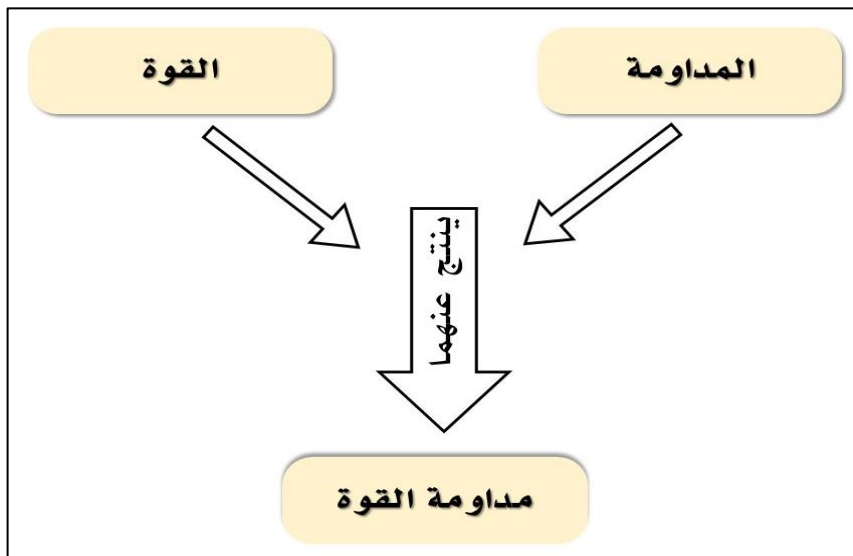 المداومة
القوة
ينتج عنهما
مداومة القوة